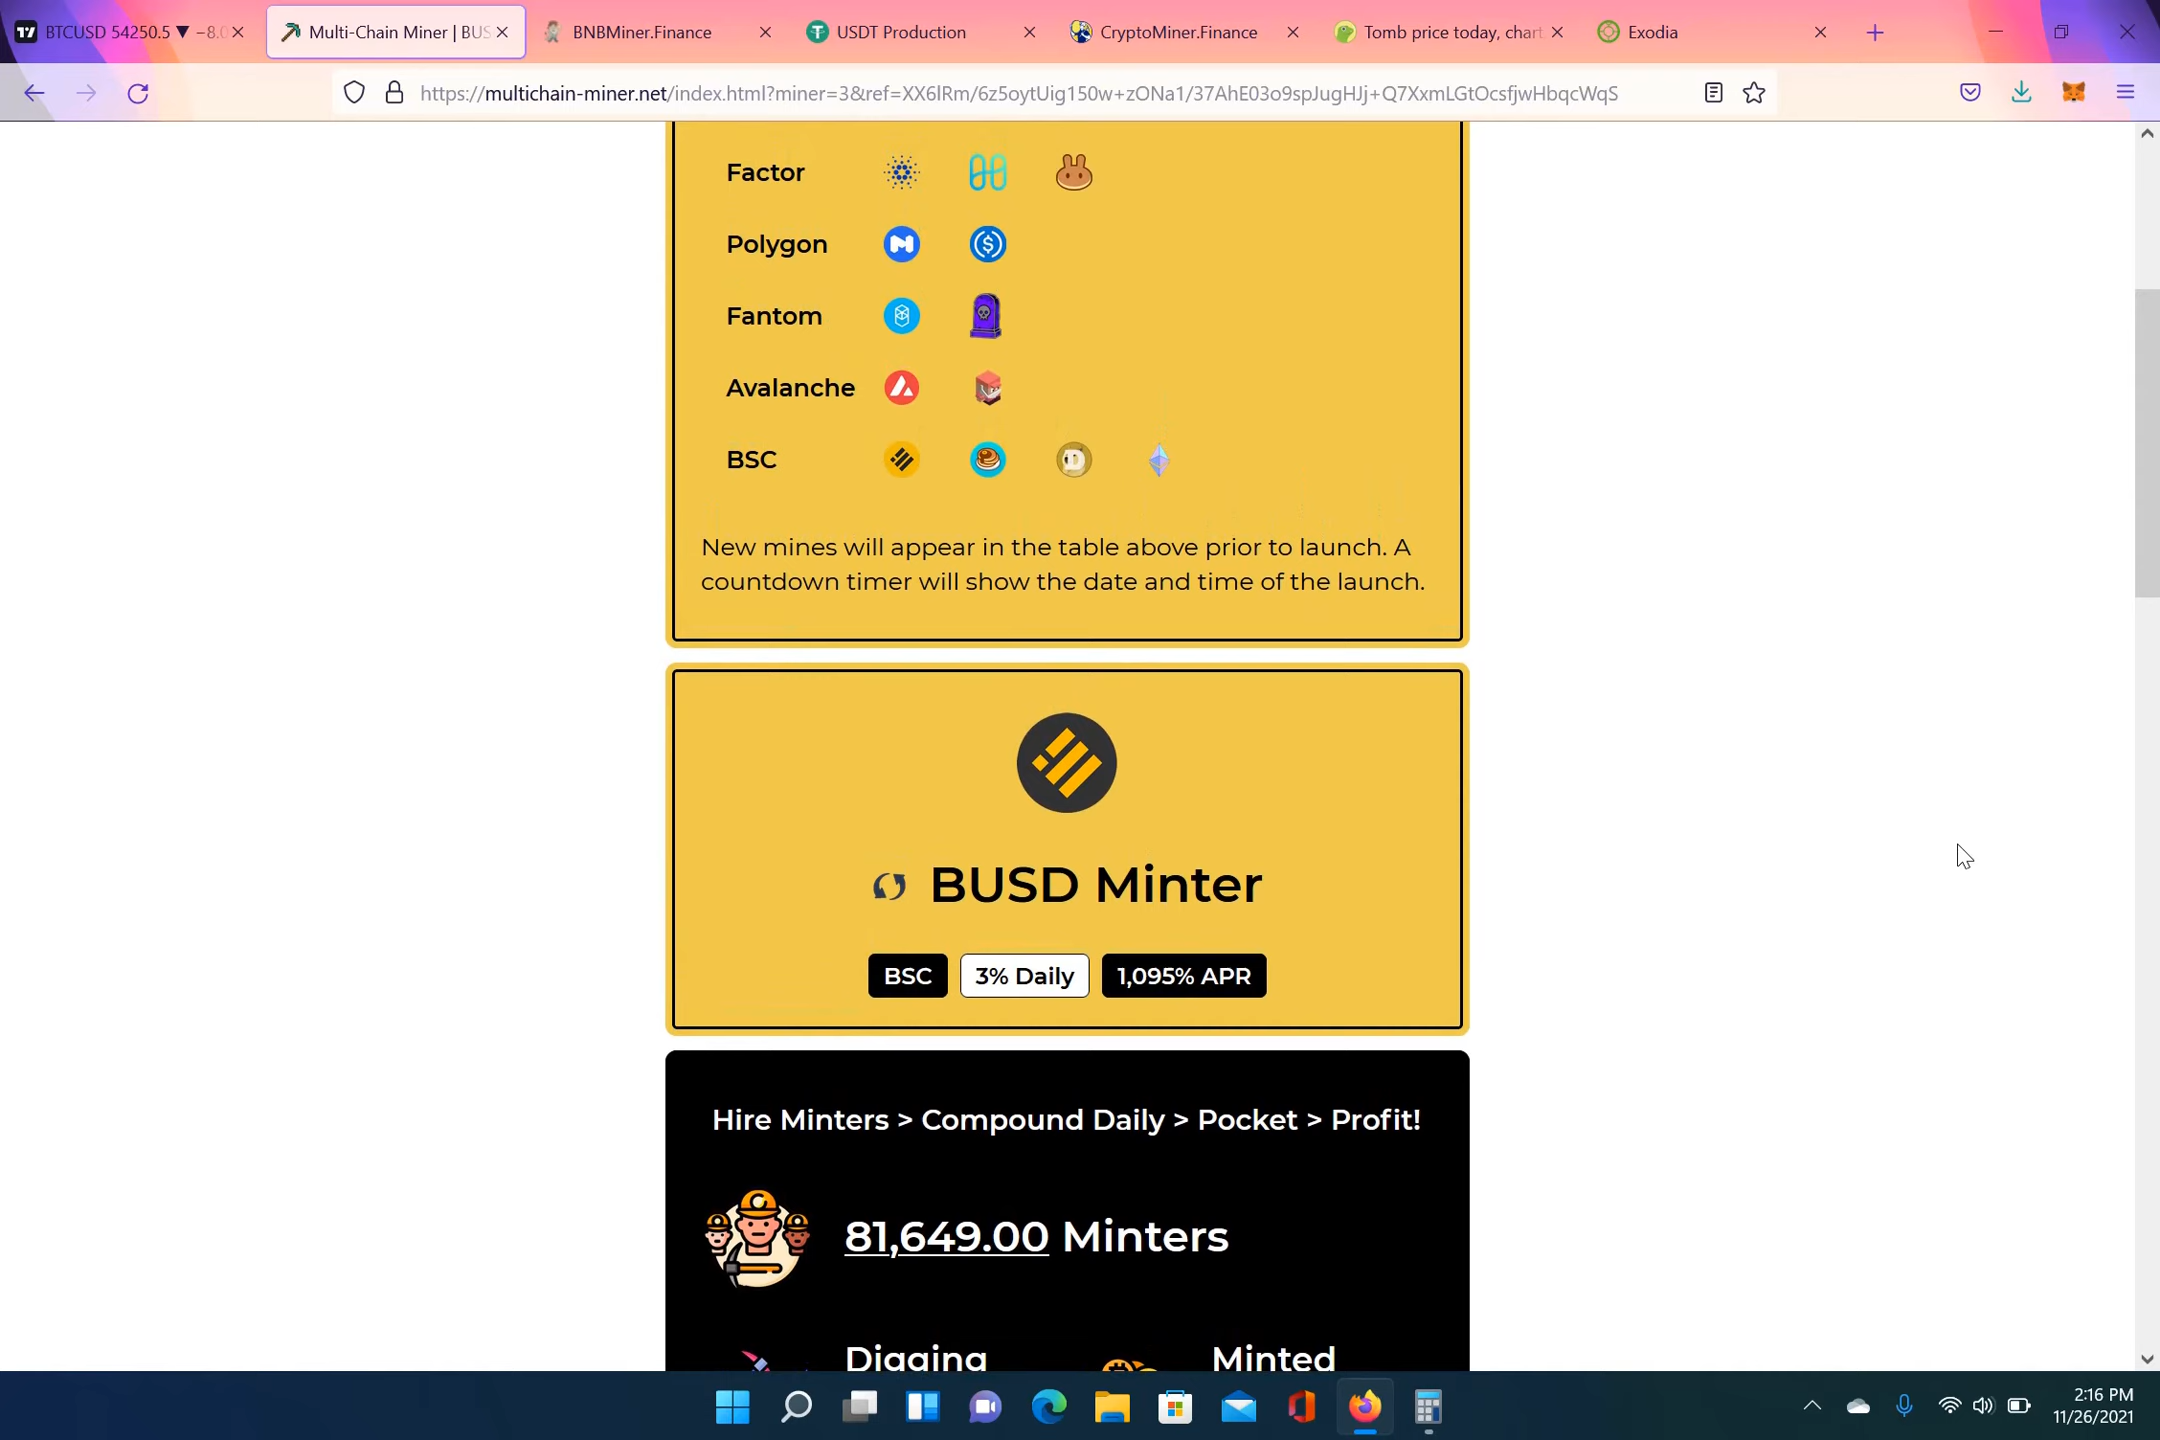 BTCUSD 54250.5 ▼ −8.0
Multi-Chain Miner | BUS
BNBMiner.Finance
USDT Production
CryptoMiner.Finance
Tomb price today, chart
Exodia
https://multichain-miner.net/index.html?miner=3&ref=XX6lRm/6z5oytUig150w+zONa1/37AhE03o9spJugHJj+Q7XxmLGtOcsfjwHbqcWqS
Factor
Polygon
Fantom
Avalanche
BSC
New mines will appear in the table above prior to launch. A
countdown timer will show the date and time of the launch.
BUSD Minter
BSC 3% Daily 1,095% APR
Hire Minters > Compound Daily > Pocket > Profit!
81,649.00 Minters
Digging Minted
2:16 PM
11/26/2021